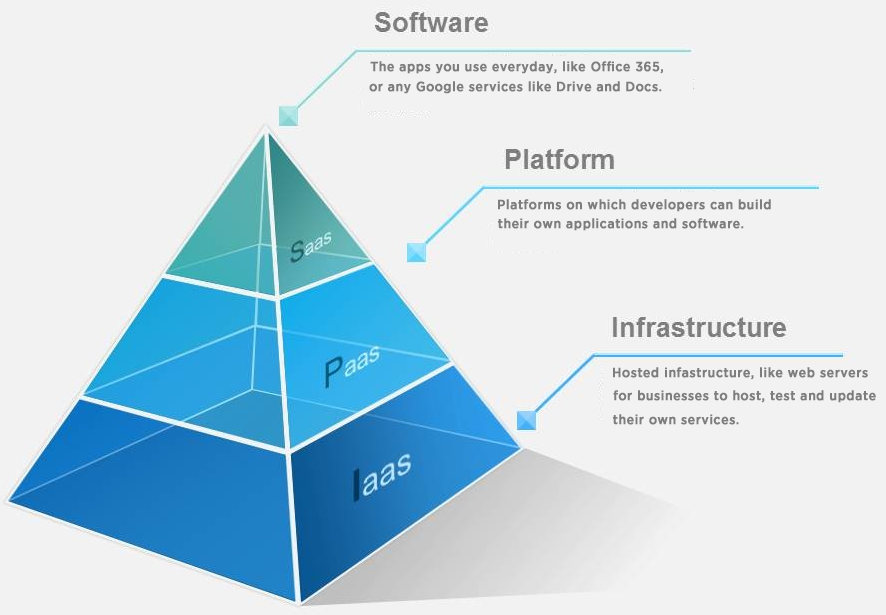 Software
The apps you use everyday, like Office 365,
or any Google services like Drive and Docs.
Platform
Platforms on which developers can build
their own applications and software.
Infrastructure
Hosted infastructure, like web servers
for businesses to host, test and update
their own services.
Saas
Paas
Iaas